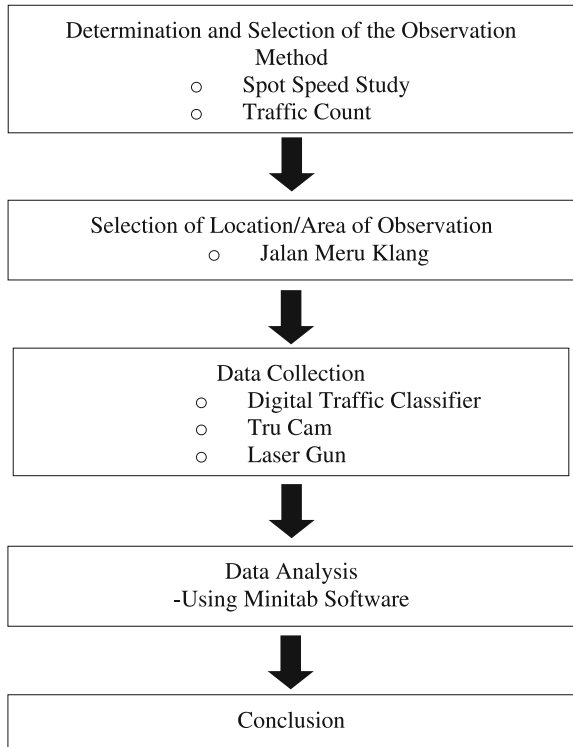 Determination and Selection of the Observation
Method
○ Spot Speed Study
○ Traffic Count
Selection of Location/Area of Observation
○ Jalan Meru Klang
Data Collection
○ Digital Traffic Classifier
○ Tru Cam
○ Laser Gun
Data Analysis
-Using Minitab Software
Conclusion